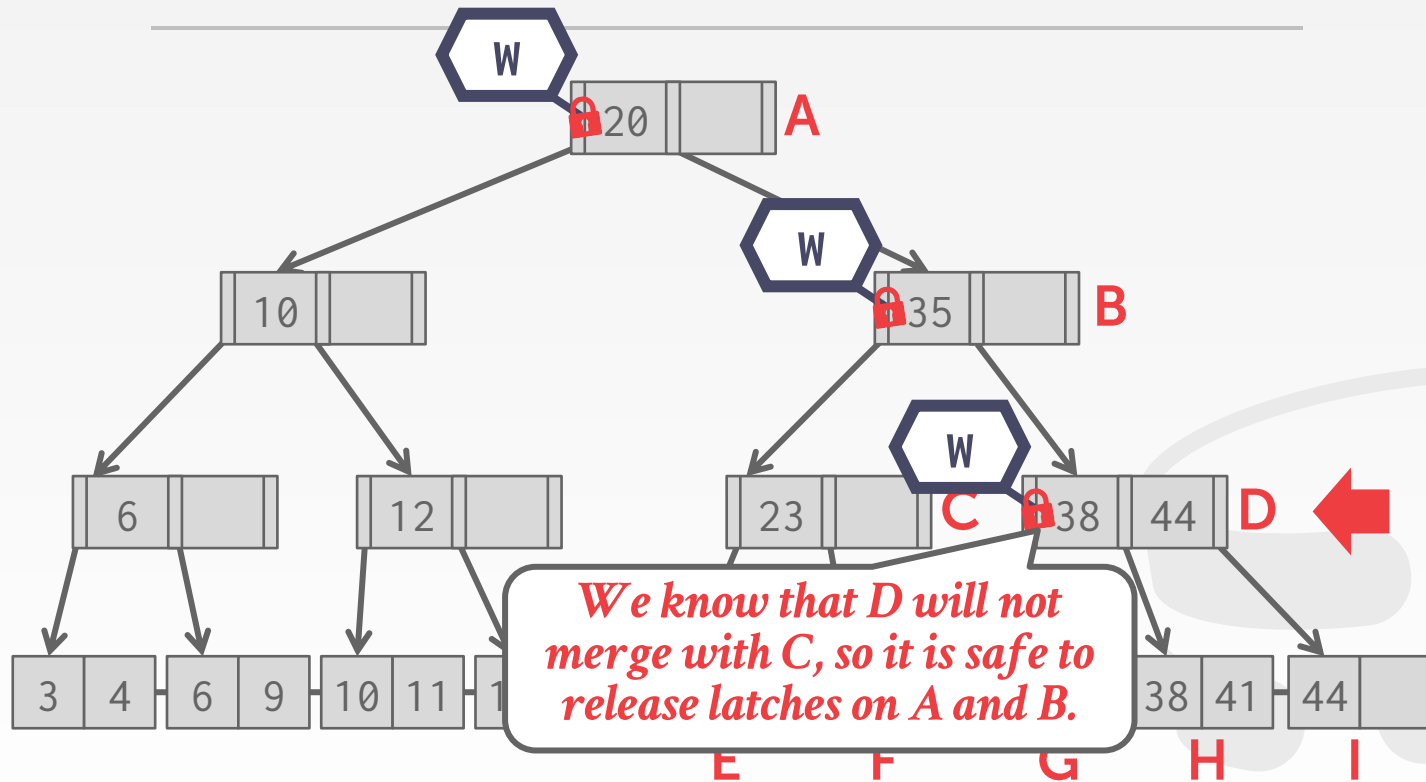 W
20 A
W
10
35 B
W
6
12
23
C
38 44 D
We know that D will not
merge with C, so it is safe to
release latches on A and B.
3 4 6 9 10 11 1
38 41 44
E F G H I